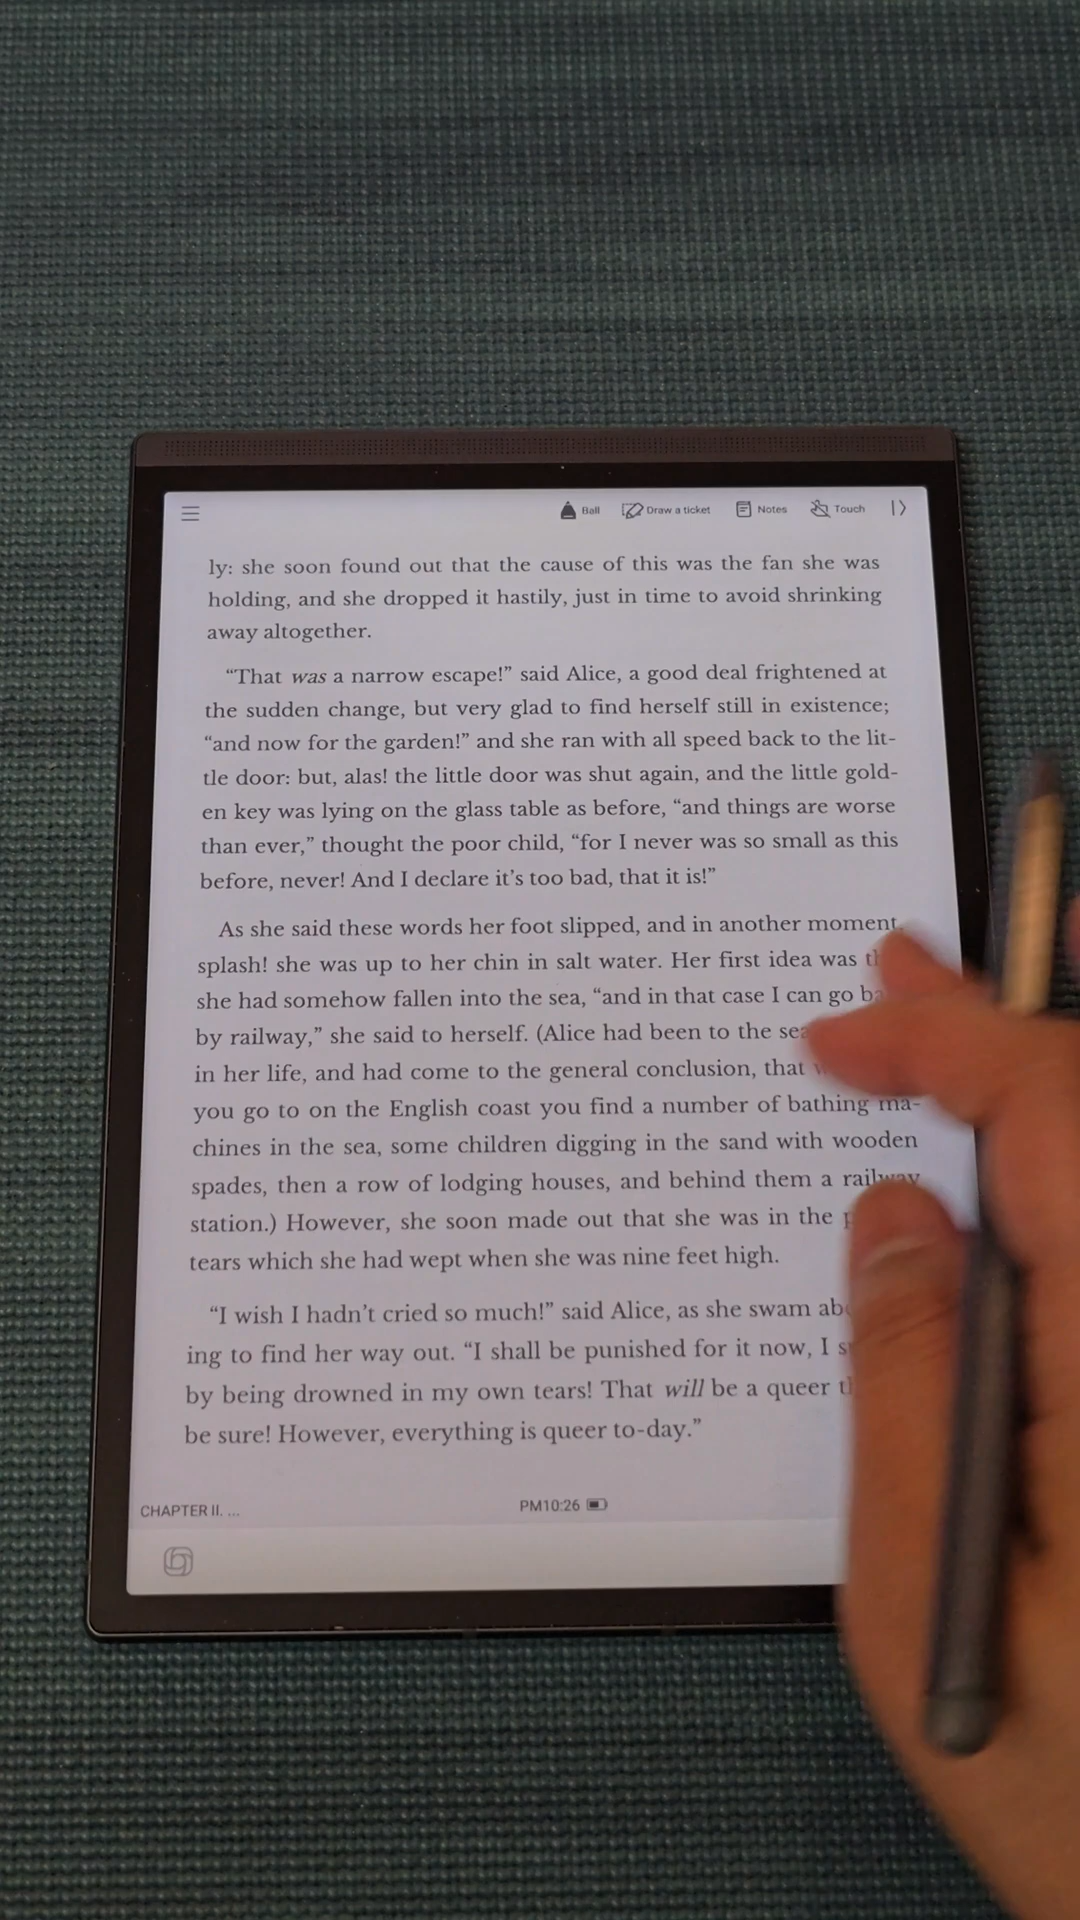 Ball Draw a ticket Notes Touch
ly: she soon found out that the cause of this was the fan she was
holding, and she dropped it hastily, just in time to avoid shrinking
away altogether.
“That was a narrow escape!” said Alice, a good deal frightened at
the sudden change, but very glad to find herself still in existence;
“and now for the garden!” and she ran with all speed back to the lit-
tle door: but, alas! the little door was shut again, and the little gold-
en key was lying on the glass table as before, “and things are worse
than ever,” thought the poor child, “for I never was so small as this
before, never! And I declare it’s too bad, that it is!”
As she said these words her foot slipped, and in another moment,
splash! she was up to her chin in salt water. Her first idea was
she had somehow fallen into the sea, “and in that case I can go
by railway,” she said to herself. (Alice had been to the
in her life, and had come to the general conclusion, that
you go to on the English coast you find a number of bathing ma-
chines in the sea, some children digging in the sand with wooden
spades, then a row of lodging houses, and behind them a railway
station.) However, she soon made out that she was in the
tears which she had wept when she was nine feet high.
“I wish I hadn’t cried so much!” said Alice, as she swam
ing to find her way out. “I shall be punished for it now, I
by being drowned in my own tears! That will be a queer
be sure! However, everything is queer to-day.”
CHAPTER II. ... PM10:26